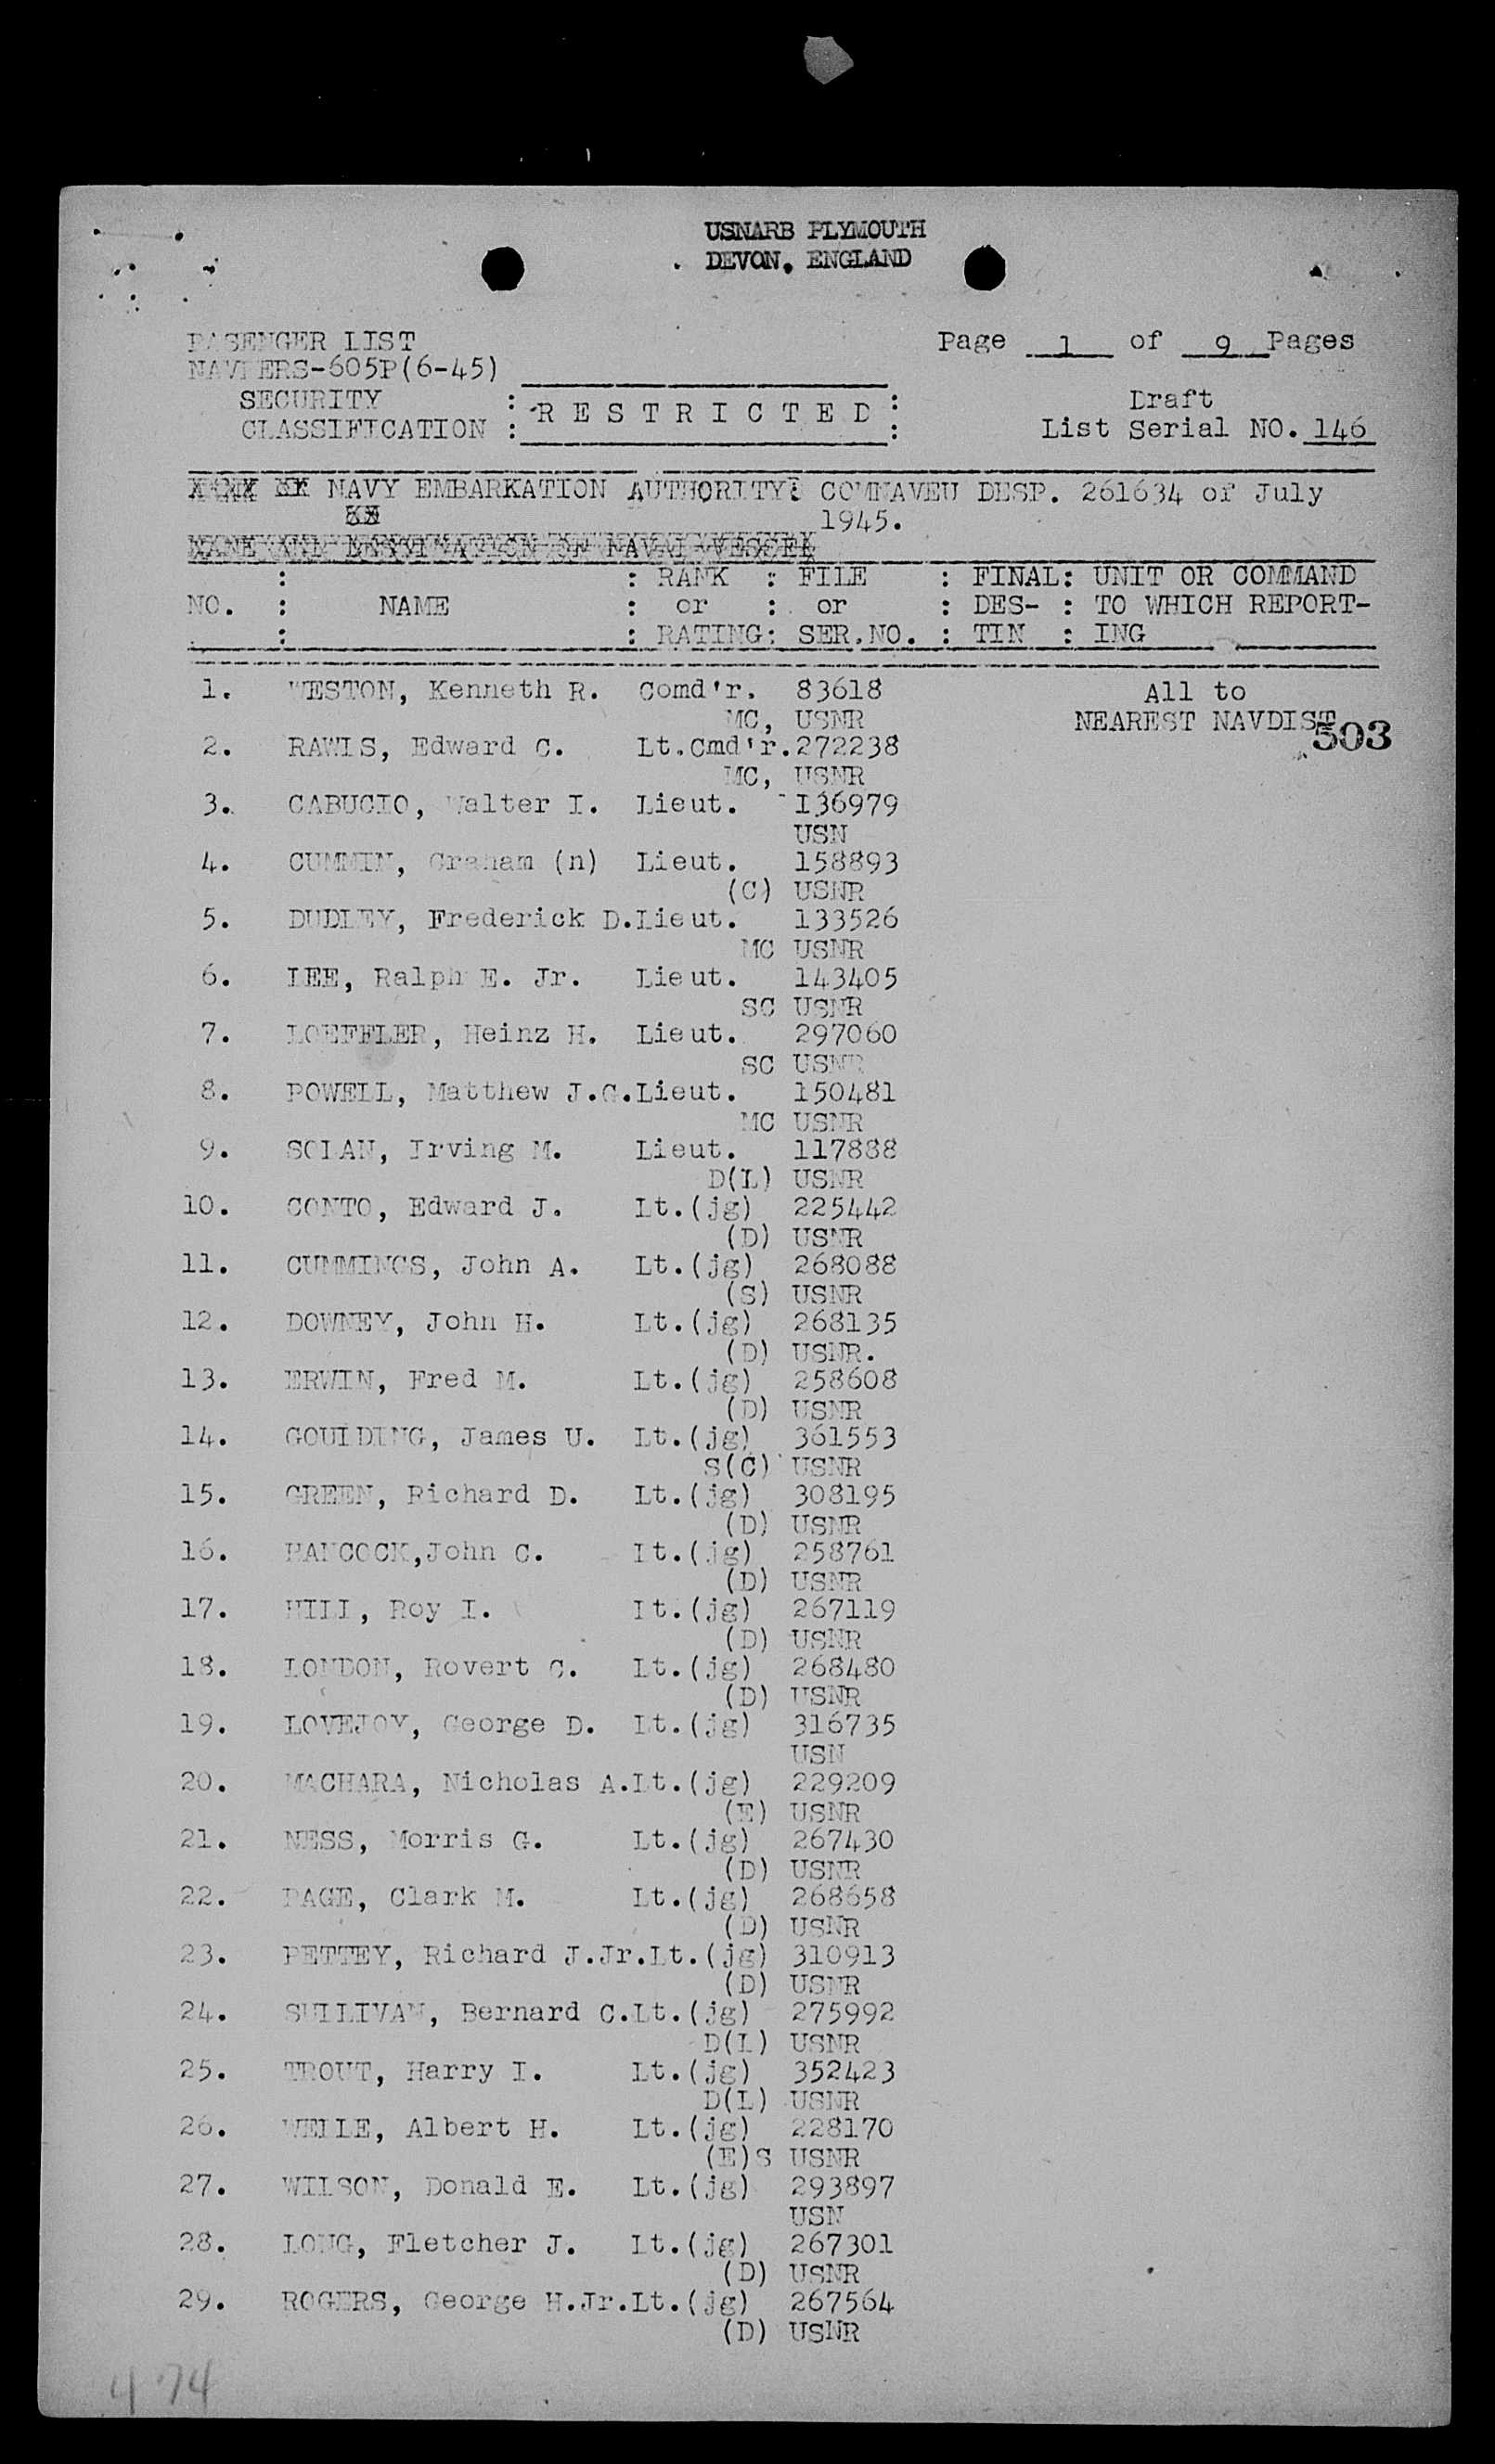 USNARB PLYMOUTH
DEVON, ENGLAND
PASENGER LIST
Page 1 of 9 Pages
NAVPERS-605P(6-45)
SECURITY : R E S T R I C T E D : Draft
CLASSIFICATION : : List Serial NO. 146
NAVY EMBARKATION AUTHORITY: COMNAVEU DESP. 261634 of July
1945.
: : RANK : FILE : FINAL: UNIT OR COMMAND
NO. : NAME : or : or : DES- : TO WHICH REPORT-
: : RATING: SER.NO. : TIN : ING
1. WESTON, Kenneth R. Comd'r. 83618 All to
MC, USNR NEAREST NAVDIST
503
2. RAWLS, Edward C. Lt.Cmd'r.272238
MC, USNR
3. CABUCIO, Walter I. Lieut. 136979
USN
4. CUMMIN, Graham (n) Lieut. 158893
(C) USNR
5. DUDLEY, Frederick D.Lieut. 133526
MC USNR
6. LEE, Ralph E. Jr. Lieut. 143405
SC USNR
7. LOEFFLER, Heinz H. Lieut. 297060
SC USNR
8. POWELL, Matthew J.G.Lieut. 150481
MC USNR
9. SOLAN, Irving M. Lieut. 117888
D(L) USNR
10. CONTO, Edward J. Lt.(jg) 225442
(D) USNR
11. CUMMINGS, John A. Lt.(jg) 268088
(S) USNR
12. DOWNEY, John H. Lt.(jg) 268135
(D) USNR.
13. ERWIN, Fred M. Lt.(jg) 258608
(D) USNR
14. GOULDING, James U. Lt.(jg) 361553
S(C) USNR
15. GREEN, Richard D. Lt.(jg) 308195
(D) USNR
16. HANCOCK,John C. Lt.(jg) 258761
(D) USNR
17. HILL, Roy L. Lt.(jg) 267119
(D) USNR
18. LONDON, Rovert C. Lt.(jg) 268480
(D) USNR
19. LOVEJOY, George D. Lt.(jg) 316735
USN
20. MACHARA, Nicholas A.Lt.(jg) 229209
(E) USNR
21. NESS, Morris G. Lt.(jg) 267430
(D) USNR
22. PAGE, Clark M. Lt.(jg) 268658
(D) USNR
23. PETTEY, Richard J.Jr.Lt.(jg) 310913
(D) USNR
24. SULLIVAN, Bernard C.Lt.(jg) 275992
D(L) USNR
25. TROUT, Harry I. Lt.(jg) 352423
D(L) USNR
26. WEILE, Albert H. Lt.(jg) 228170
(E)S USNR
27. WILSON, Donald E. Lt.(jg) 293897
USN
28. LONG, Fletcher J. Lt.(jg) 267301
(D) USNR
29. ROGERS, George H.Jr.Lt.(jg) 267564
(D) USNR
474